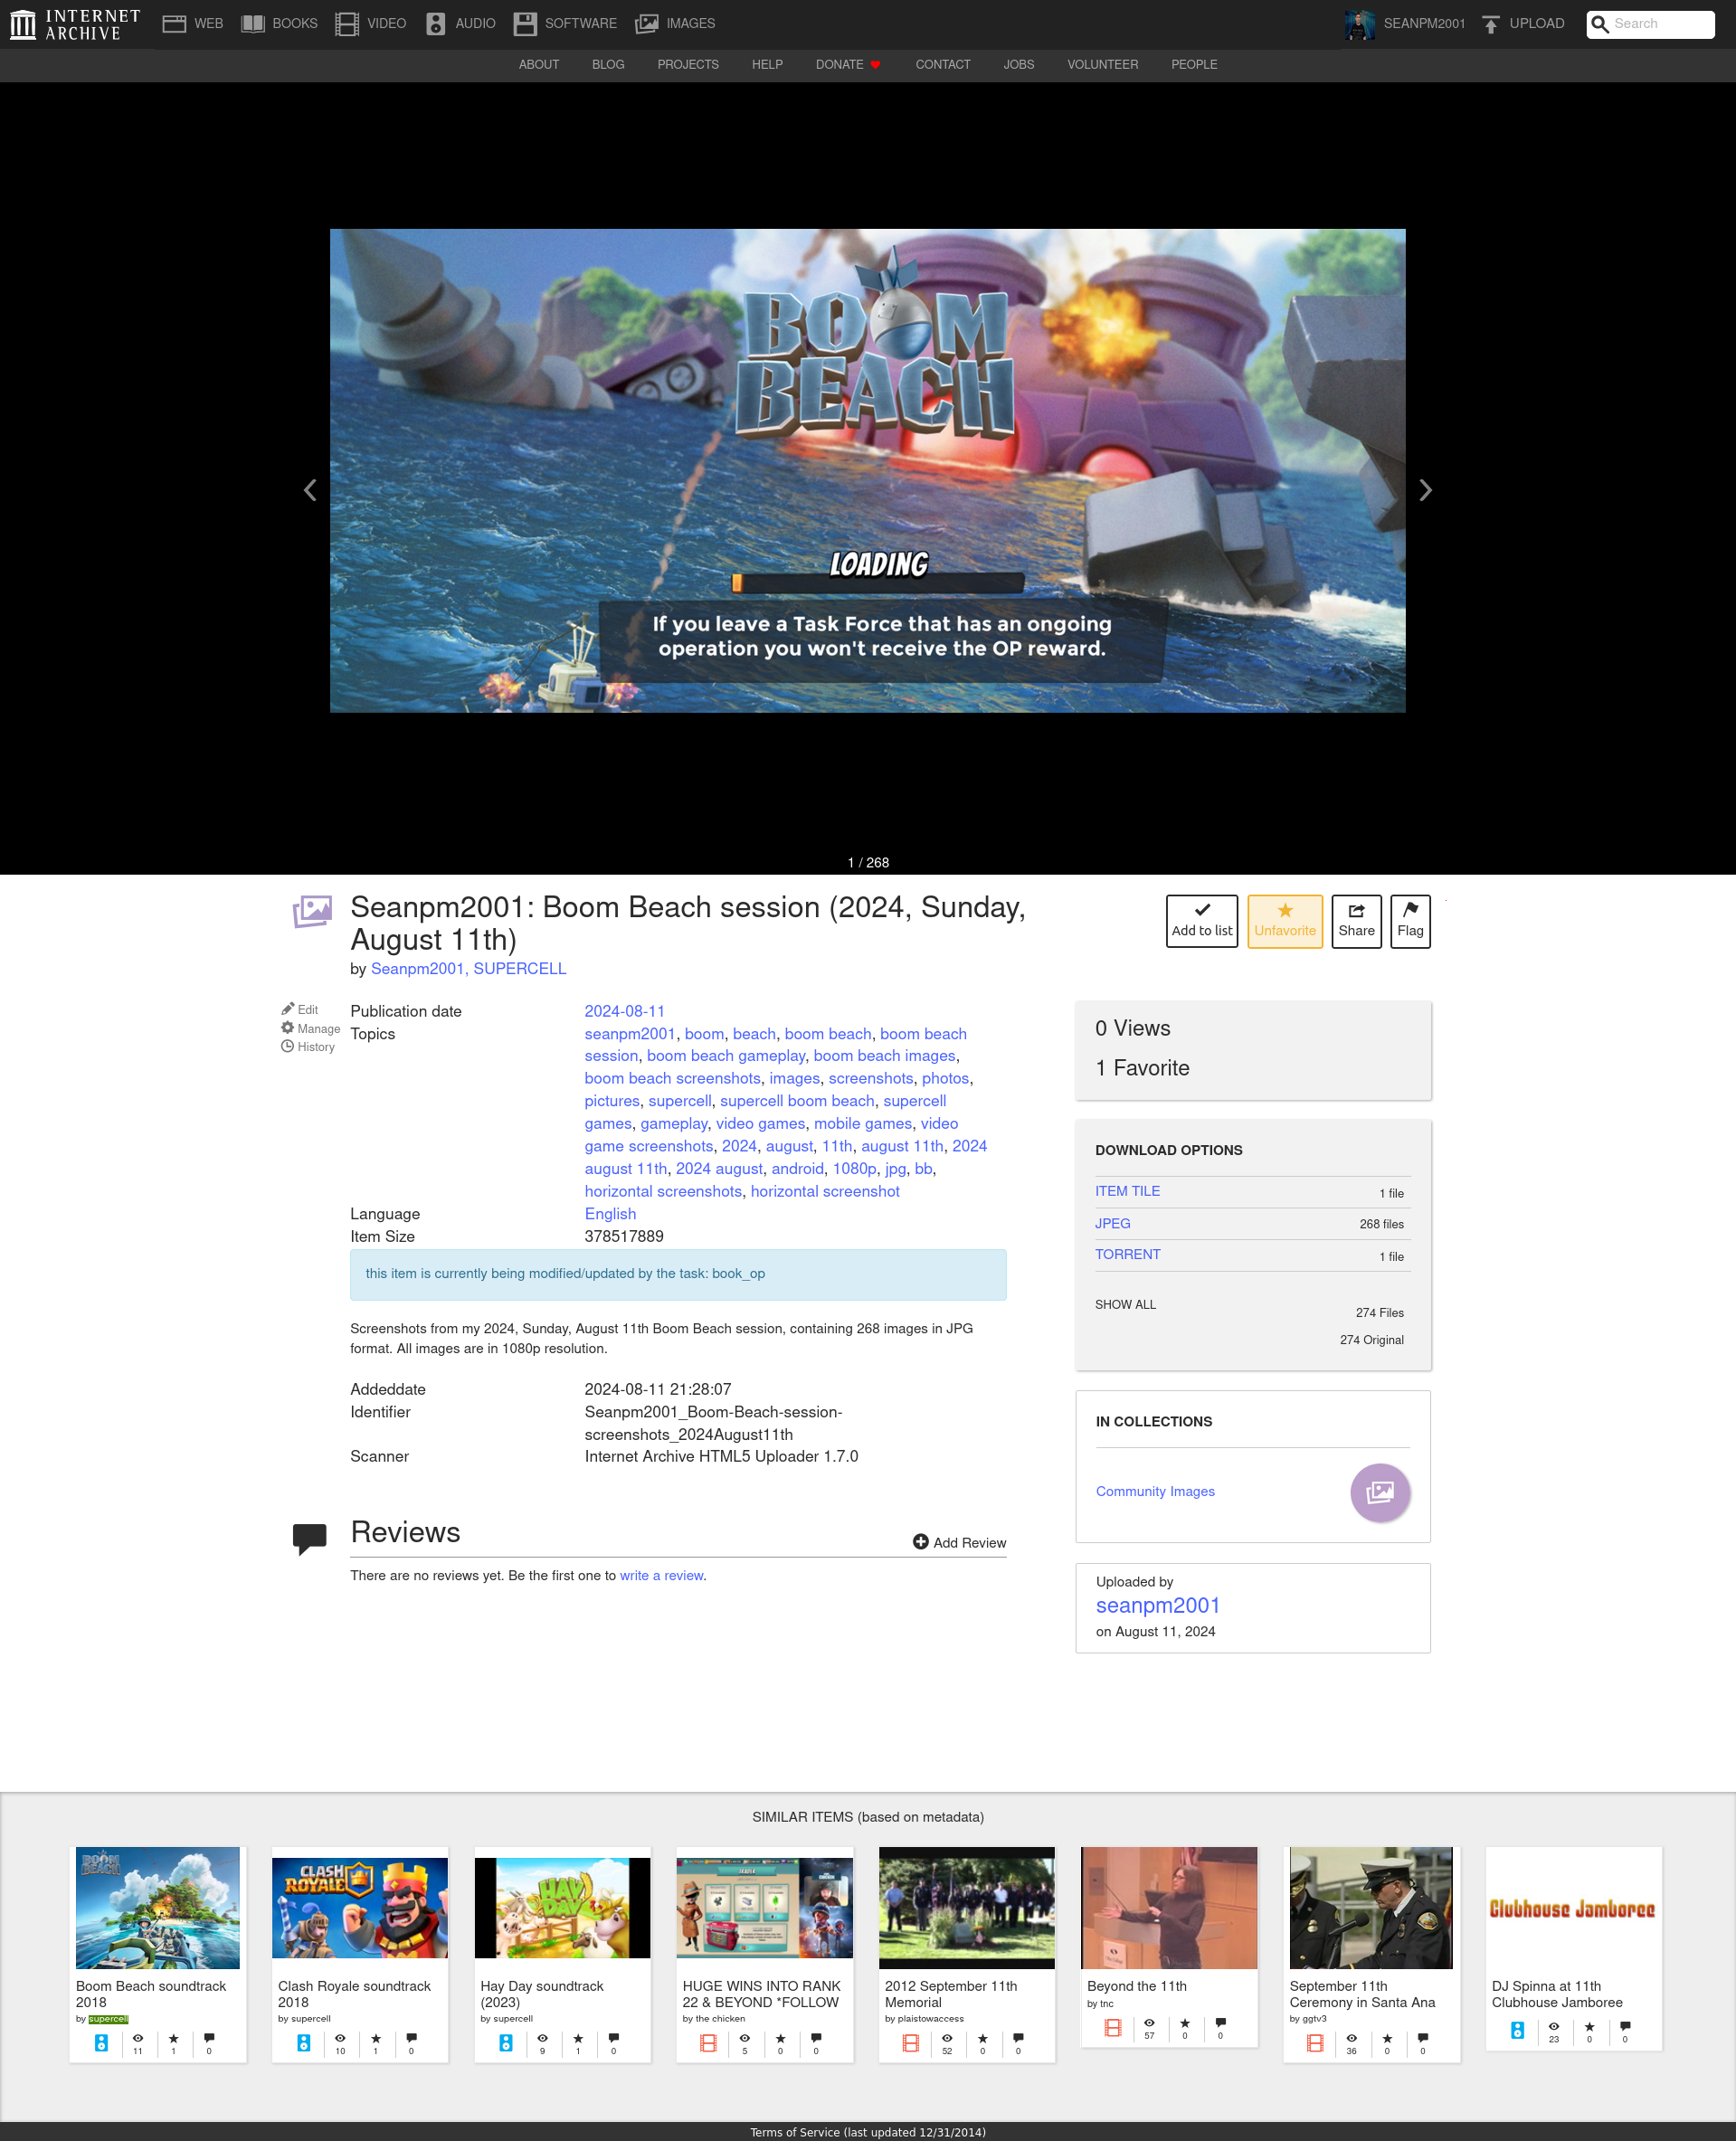 INTERNET ARCHIVE
WEB BOOKS VIDEO AUDIO SOFTWARE IMAGES
SEANPM2001 UPLOAD Search
ABOUT BLOG PROJECTS HELP DONATE CONTACT JOBS VOLUNTEER PEOPLE
BOOM
BEACH
LOADING
If you leave a Task Force that has an ongoing
operation you won't receive the OP reward.
1 / 268
Seanpm2001: Boom Beach session (2024, Sunday,
August 11th)
by Seanpm2001, SUPERCELL
Add to list Unfavorite Share Flag
Edit
Manage
History
Publication date 2024-08-11
Topics seanpm2001, boom, beach, boom beach, boom beach
session, boom beach gameplay, boom beach images,
boom beach screenshots, images, screenshots, photos,
pictures, supercell, supercell boom beach, supercell
games, gameplay, video games, mobile games, video
game screenshots, 2024, august, 11th, august 11th, 2024
august 11th, 2024 august, android, 1080p, jpg, bb,
horizontal screenshots, horizontal screenshot
Language English
Item Size 378517889
this item is currently being modified/updated by the task: book_op
Screenshots from my 2024, Sunday, August 11th Boom Beach session, containing 268 images in JPG
format. All images are in 1080p resolution.
Addeddate 2024-08-11 21:28:07
Identifier Seanpm2001_Boom-Beach-session-
screenshots_2024August11th
Scanner Internet Archive HTML5 Uploader 1.7.0
Reviews
Add Review
There are no reviews yet. Be the first one to write a review.
0 Views
1 Favorite
DOWNLOAD OPTIONS
ITEM TILE 1 file
JPEG 268 files
TORRENT 1 file
SHOW ALL 274 Files
274 Original
IN COLLECTIONS
Community Images
Uploaded by
seanpm2001
on August 11, 2024
SIMILAR ITEMS (based on metadata)
BOOM
BEACH
Boom Beach soundtrack
2018
by supercell
11 1 0
CLASH
ROYALE
Clash Royale soundtrack
2018
by supercell
10 1 0
HAY
DAY
Hay Day soundtrack
(2023)
by supercell
9 1 0
HUGE WINS INTO RANK
22 & BEYOND *FOLLOW
by the chicken
5 0 0
2012 September 11th
Memorial
by plaistowaccess
52 0 0
Beyond the 11th
by tnc
57 0 0
September 11th
Ceremony in Santa Ana
by ggtv3
36 0 0
Clubhouse Jamboree
DJ Spinna at 11th
Clubhouse Jamboree
23 0 0
Terms of Service (last updated 12/31/2014)